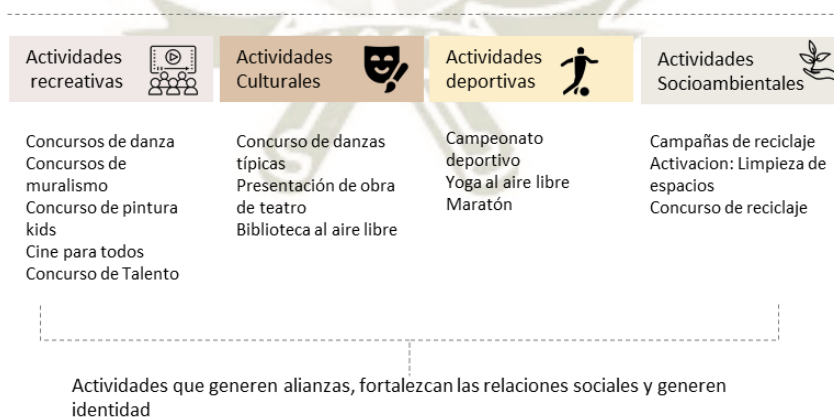 Actividades
recreativas
Concursos de danza
Concursos de
muralismo
Concurso de pintura
kids
Cine para todos
Concurso de Talento
Actividades
Culturales
Concurso de danzas
típicas
Presentación de obra
de teatro
Biblioteca al aire libre
Actividades
deportivas
Campeonato
deportivo
Yoga al aire libre
Maratón
Actividades
Socioambientales
Campañas de reciclaje
Activacion: Limpieza de
espacios
Concurso de reciclaje
Actividades que generen alianzas, fortalezcan las relaciones sociales y generen
identidad